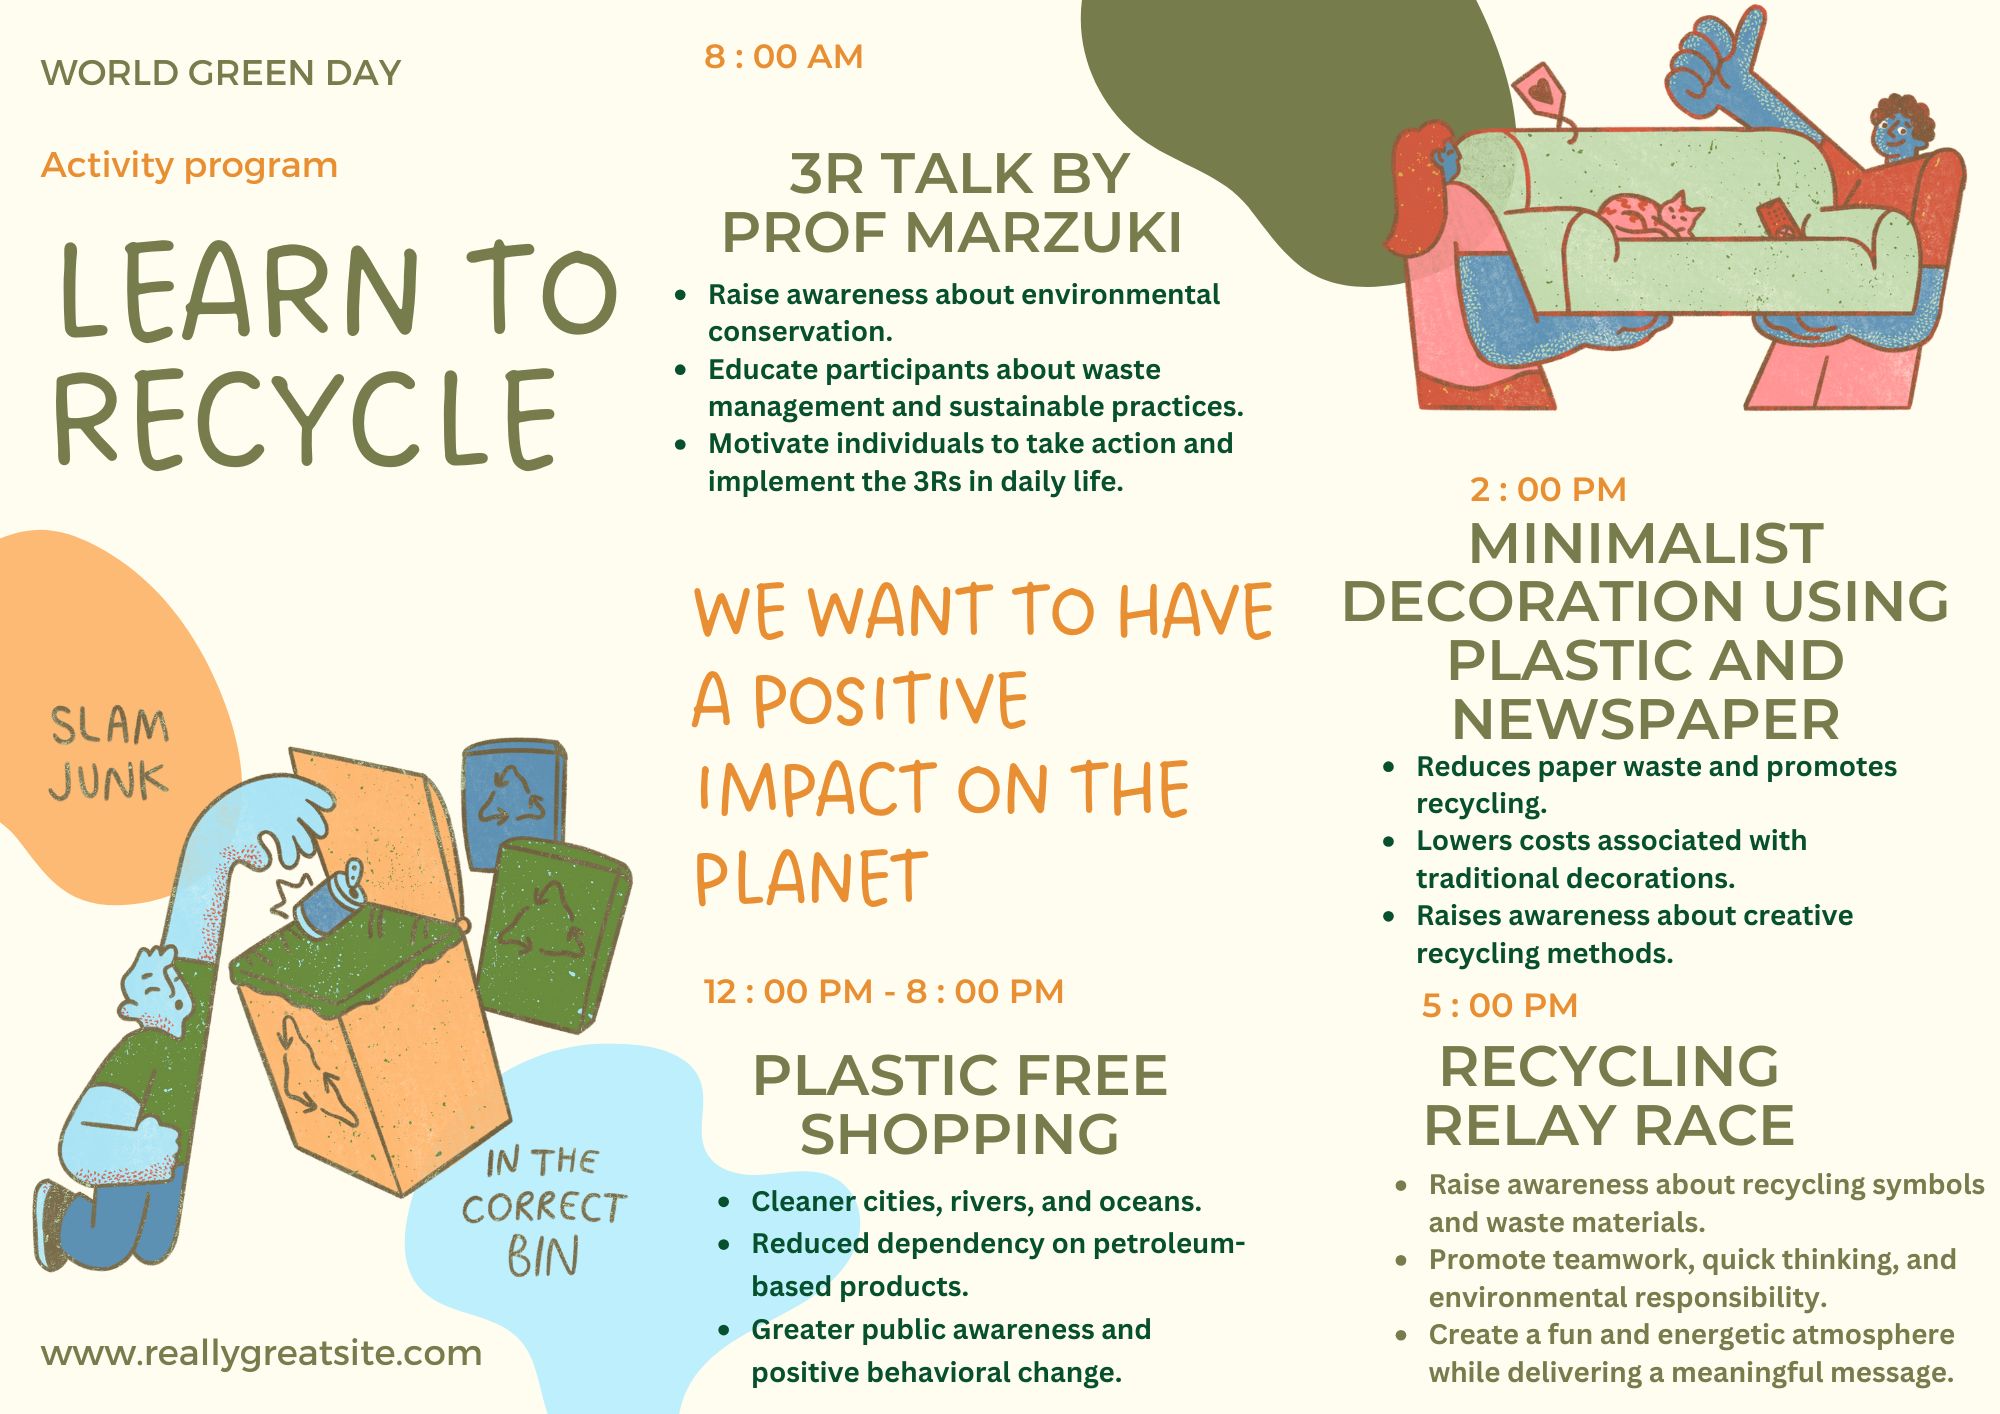 WORLD GREEN DAY
Activity program
LEARN TO
RECYCLE
SLAM
JUNK
IN THE
CORRECT
BIN
www.reallygreatsite.com
8 : 00 AM
3R TALK BY
PROF MARZUKI
• Raise awareness about environmental
conservation.
• Educate participants about waste
management and sustainable practices.
• Motivate individuals to take action and
implement the 3Rs in daily life.
WE WANT TO HAVE
A POSITIVE
IMPACT ON THE
PLANET
12 : 00 PM - 8 : 00 PM
PLASTIC FREE
SHOPPING
• Cleaner cities, rivers, and oceans.
• Reduced dependency on petroleum-
based products.
• Greater public awareness and
positive behavioral change.
2 : 00 PM
MINIMALIST
DECORATION USING
PLASTIC AND
NEWSPAPER
• Reduces paper waste and promotes
recycling.
• Lowers costs associated with
traditional decorations.
• Raises awareness about creative
recycling methods.
5 : 00 PM
RECYCLING
RELAY RACE
• Raise awareness about recycling symbols
and waste materials.
• Promote teamwork, quick thinking, and
environmental responsibility.
• Create a fun and energetic atmosphere
while delivering a meaningful message.